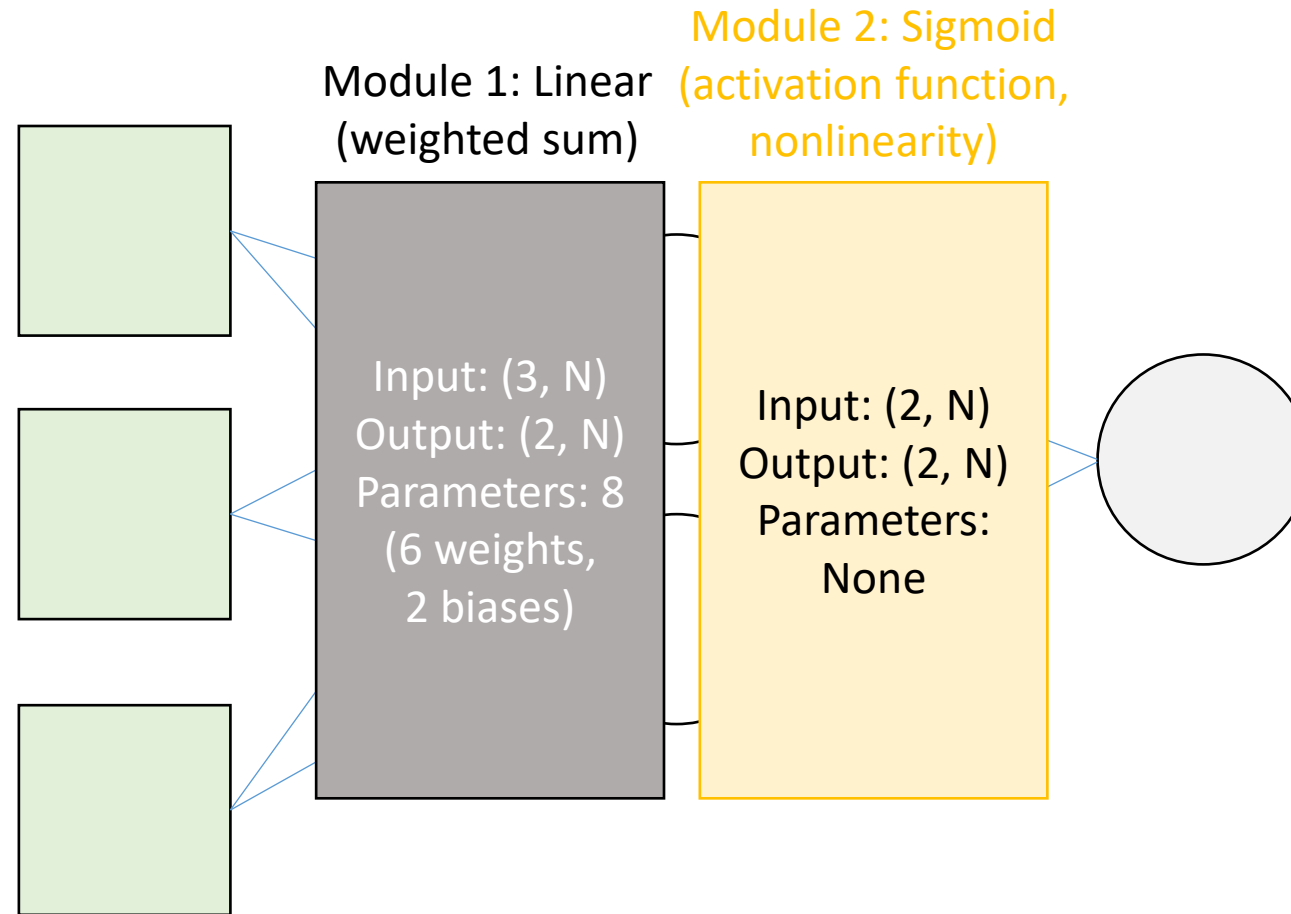 Module 1: Linear
(weighted sum)
Module 2: Sigmoid
(activation function,
nonlinearity)
Input: (3, N)
Output: (2, N)
Parameters: 8
(6 weights,
2 biases)
Input: (2, N)
Output: (2, N)
Parameters:
None